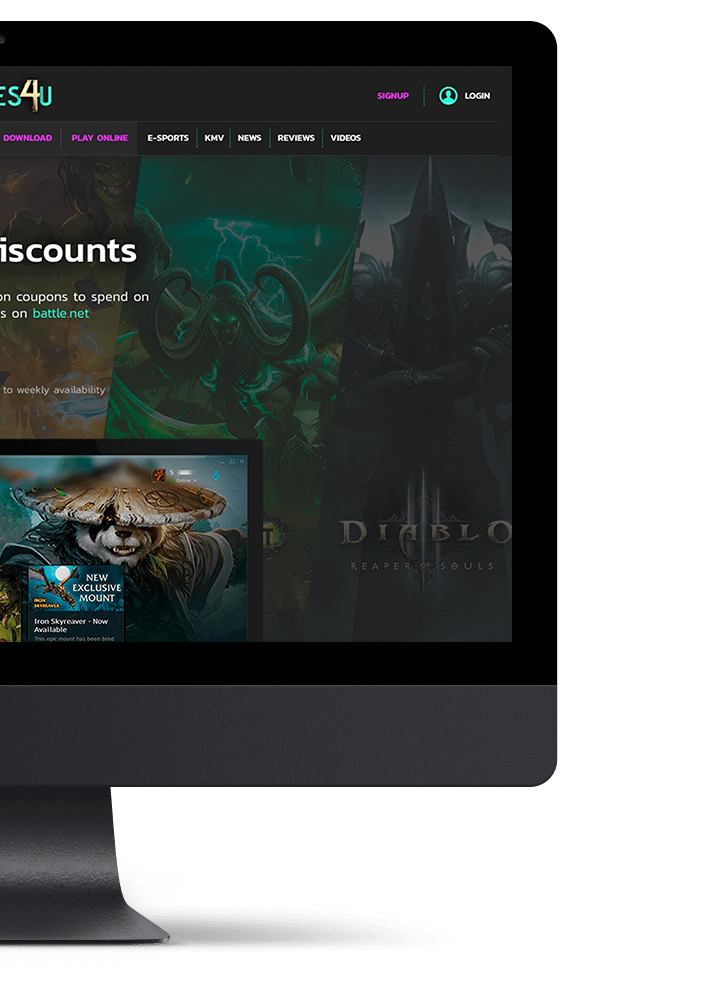 ES4U
SIGNUP
LOGIN
DOWNLOAD
PLAY ONLINE
E-SPORTS
KMV
NEWS
REVIEWS
VIDEOS
iscounts
on coupons to spend on
s on battle.net
to weekly availability
S
Online
NEW
EXCLUSIVE
MOUNT
IRON
SKYREAVER
Iron Skyreaver - Now
Available
This epic mount has been bred
DIABLO
III
REAPER OF SOULS